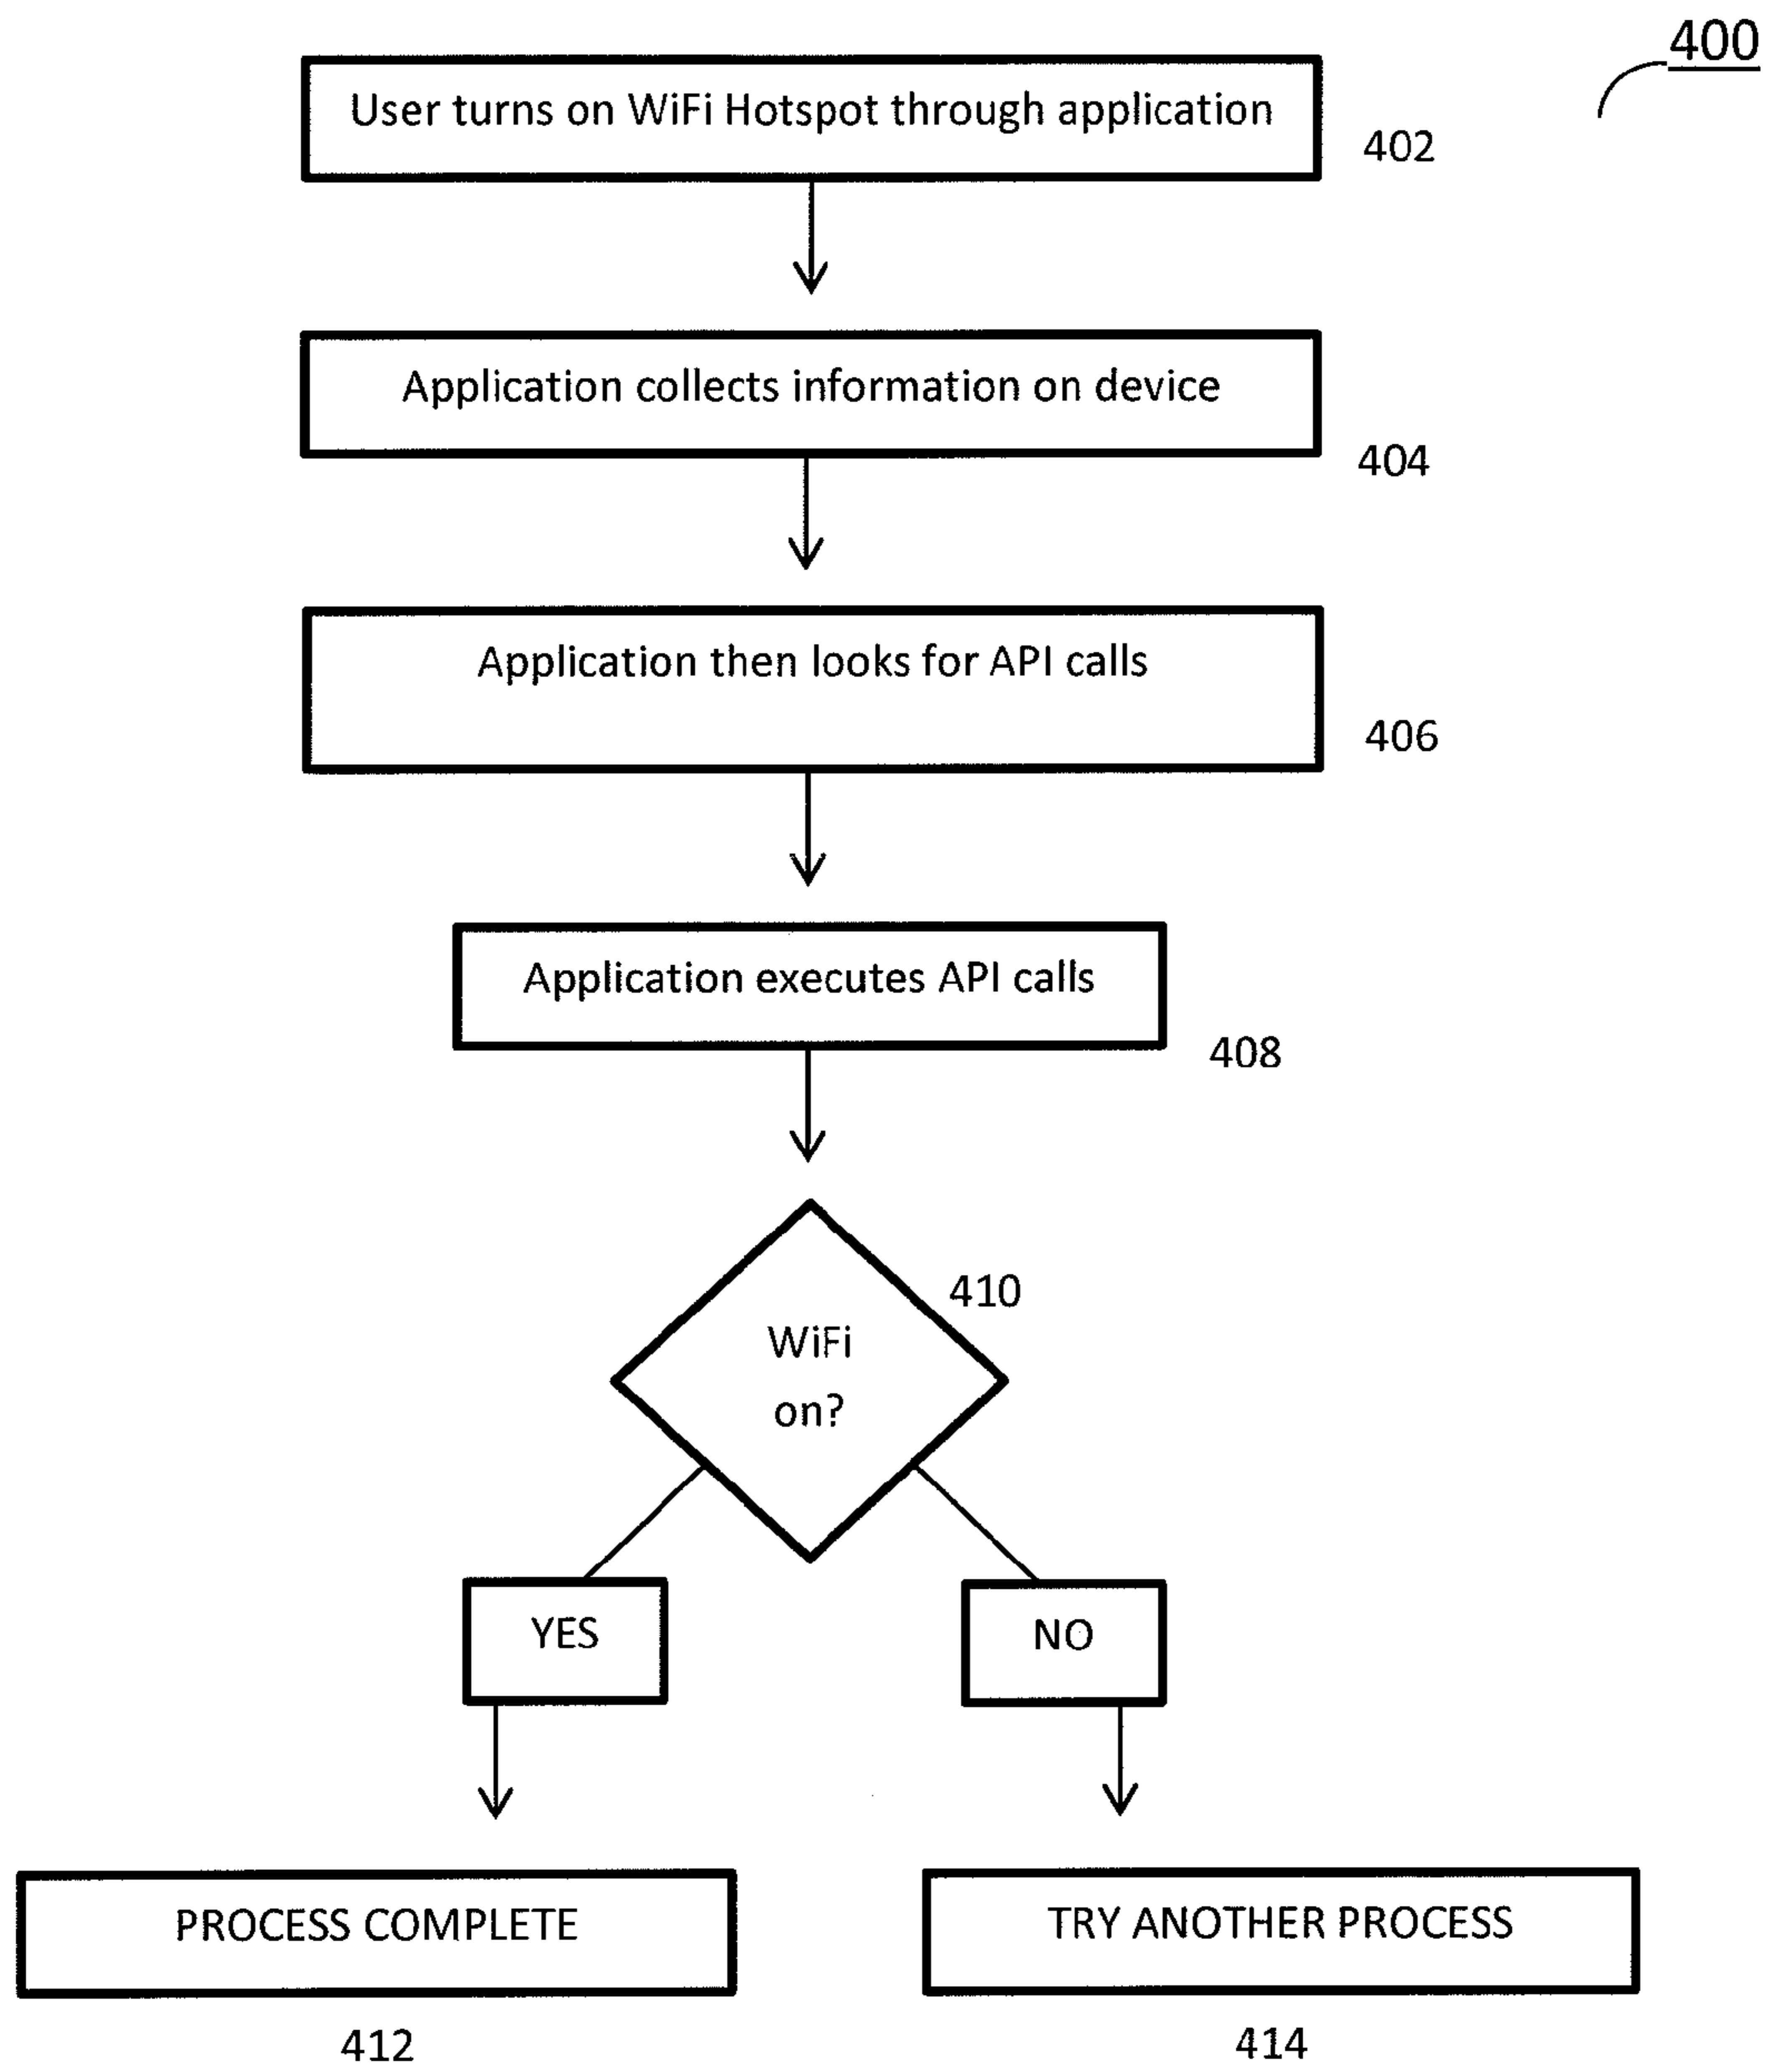 400
User turns on WiFi Hotspot through application
402
Application collects information on device
404
Application then looks for API calls
406
Application executes API calls
408
410
WiFi
on?
YES
NO
PROCESS COMPLETE
TRY ANOTHER PROCESS
412
414